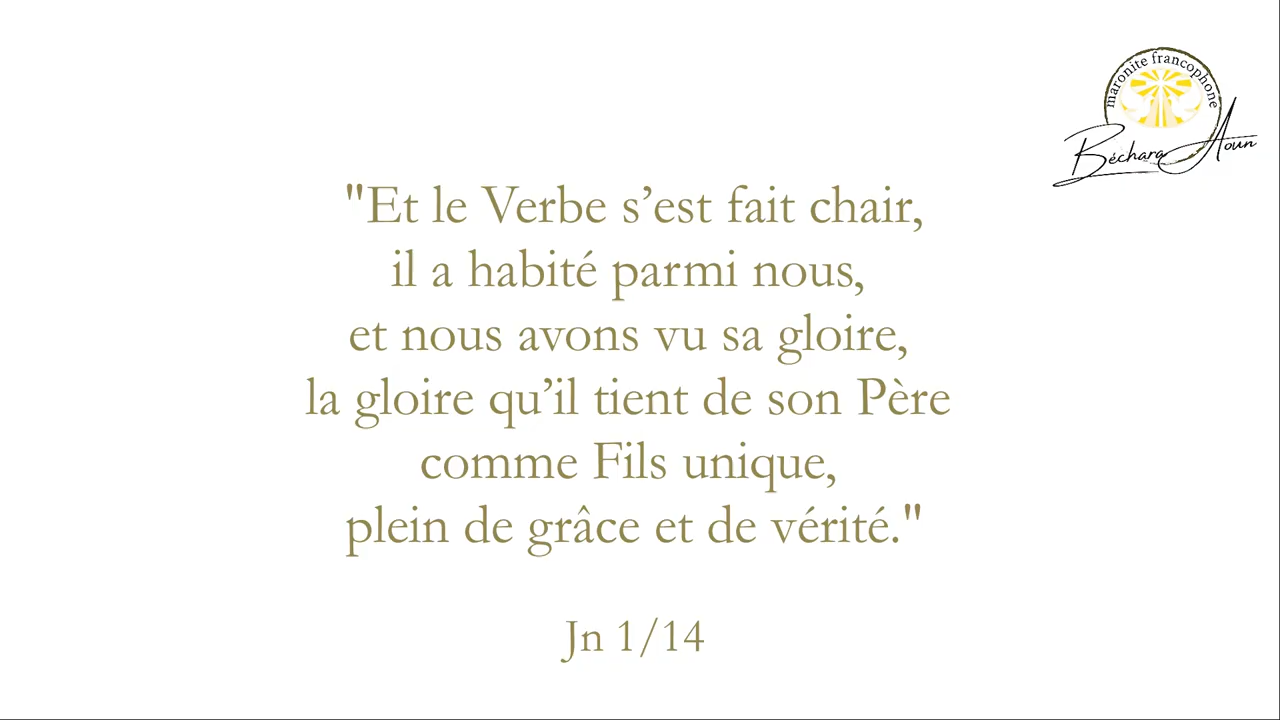 maronite francophone
Béchara Aoun
"Et le Verbe s’est fait chair,
il a habité parmi nous,
et nous avons vu sa gloire,
la gloire qu’il tient de son Père
comme Fils unique,
plein de grâce et de vérité."
Jn 1/14